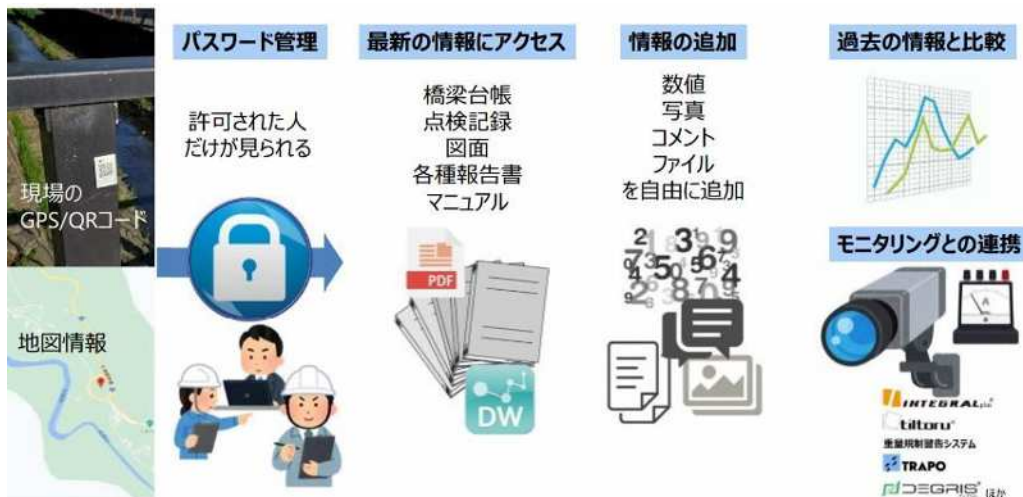 現場の
GPS/QRコード
地図情報
パスワード管理
許可された人
だけが見られる
最新の情報にアクセス
橋梁台帳
点検記録
図面
各種報告書
マニュアル
PDF
DW
情報の追加
数値
写真
コメント
ファイル
を自由に追加
過去の情報と比較
モニタリングとの連携
A
INTEGRAL plus
tiltoru
重量規制警告システム
TRAPO
DEGRIS ほか